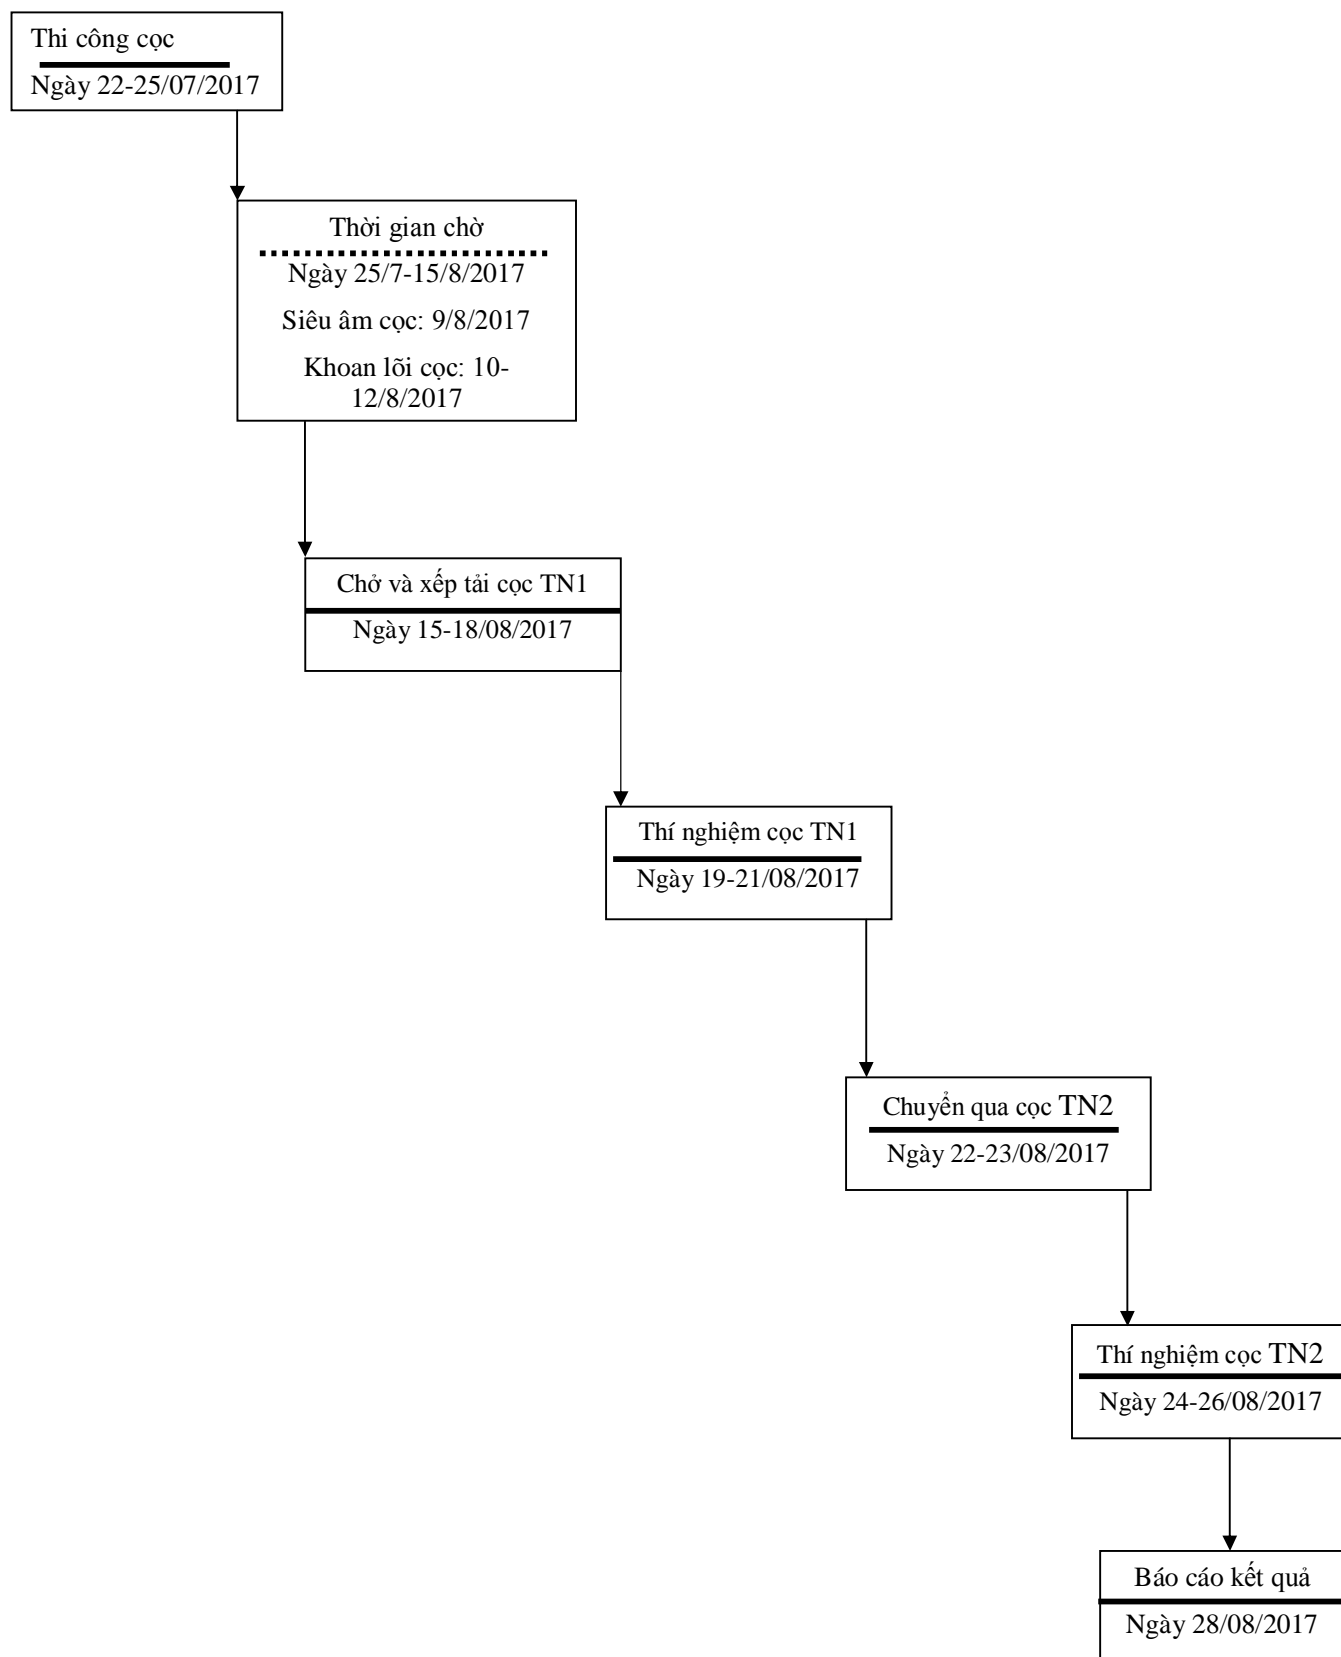 Thi công cọc
Ngày 22-25/07/2017
Thời gian chờ
Ngày 25/7-15/8/2017
Siêu âm cọc: 9/8/2017
Khoan lõi cọc: 10-
12/8/2017
Chở và xếp tải cọc TN1
Ngày 15-18/08/2017
Thí nghiệm cọc TN1
Ngày 19-21/08/2017
Chuyển qua cọc TN2
Ngày 22-23/08/2017
Thí nghiệm cọc TN2
Ngày 24-26/08/2017
Báo cáo kết quả
Ngày 28/08/2017